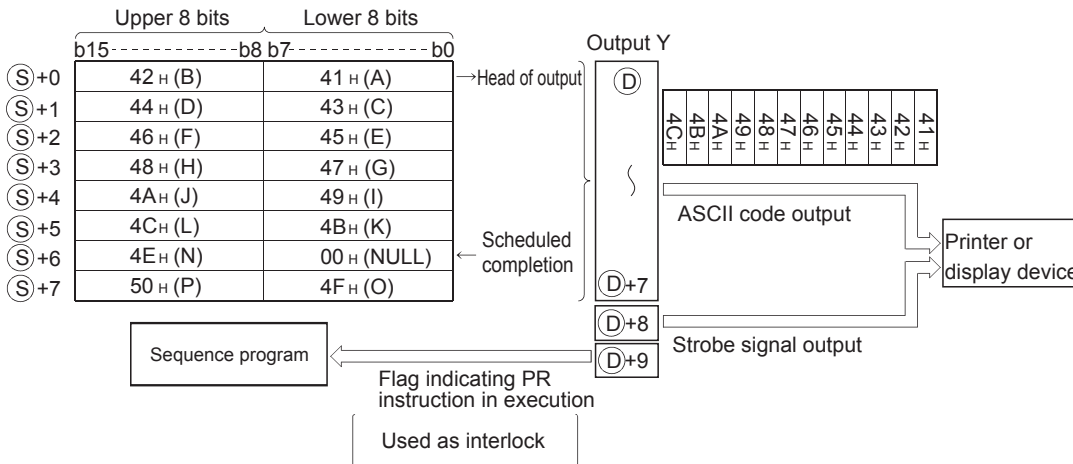 Upper 8 bits Lower 8 bits
b15 b8 b7 b0 Output Y
Ⓢ+0 42H (B) 41H (A) →Head of output Ⓓ
Ⓢ+1 44H (D) 43H (C)
Ⓢ+2 46H (F) 45H (E)
Ⓢ+3 48H (H) 47H (G)
Ⓢ+4 4AH (J) 49H (I)
Ⓢ+5 4CH (L) 4BH (K)
Ⓢ+6 4EH (N) 00H (NULL) ← Scheduled completion
Ⓢ+7 50H (P) 4FH (O) Ⓓ+7
4CH 4BH 4AH 49H 48H 47H 46H 45H 44H 43H 42H 41H
ASCII code output
Printer or
display device
Ⓓ+8
Strobe signal output
Ⓓ+9
Sequence program
Flag indicating PR
instruction in execution
Used as interlock